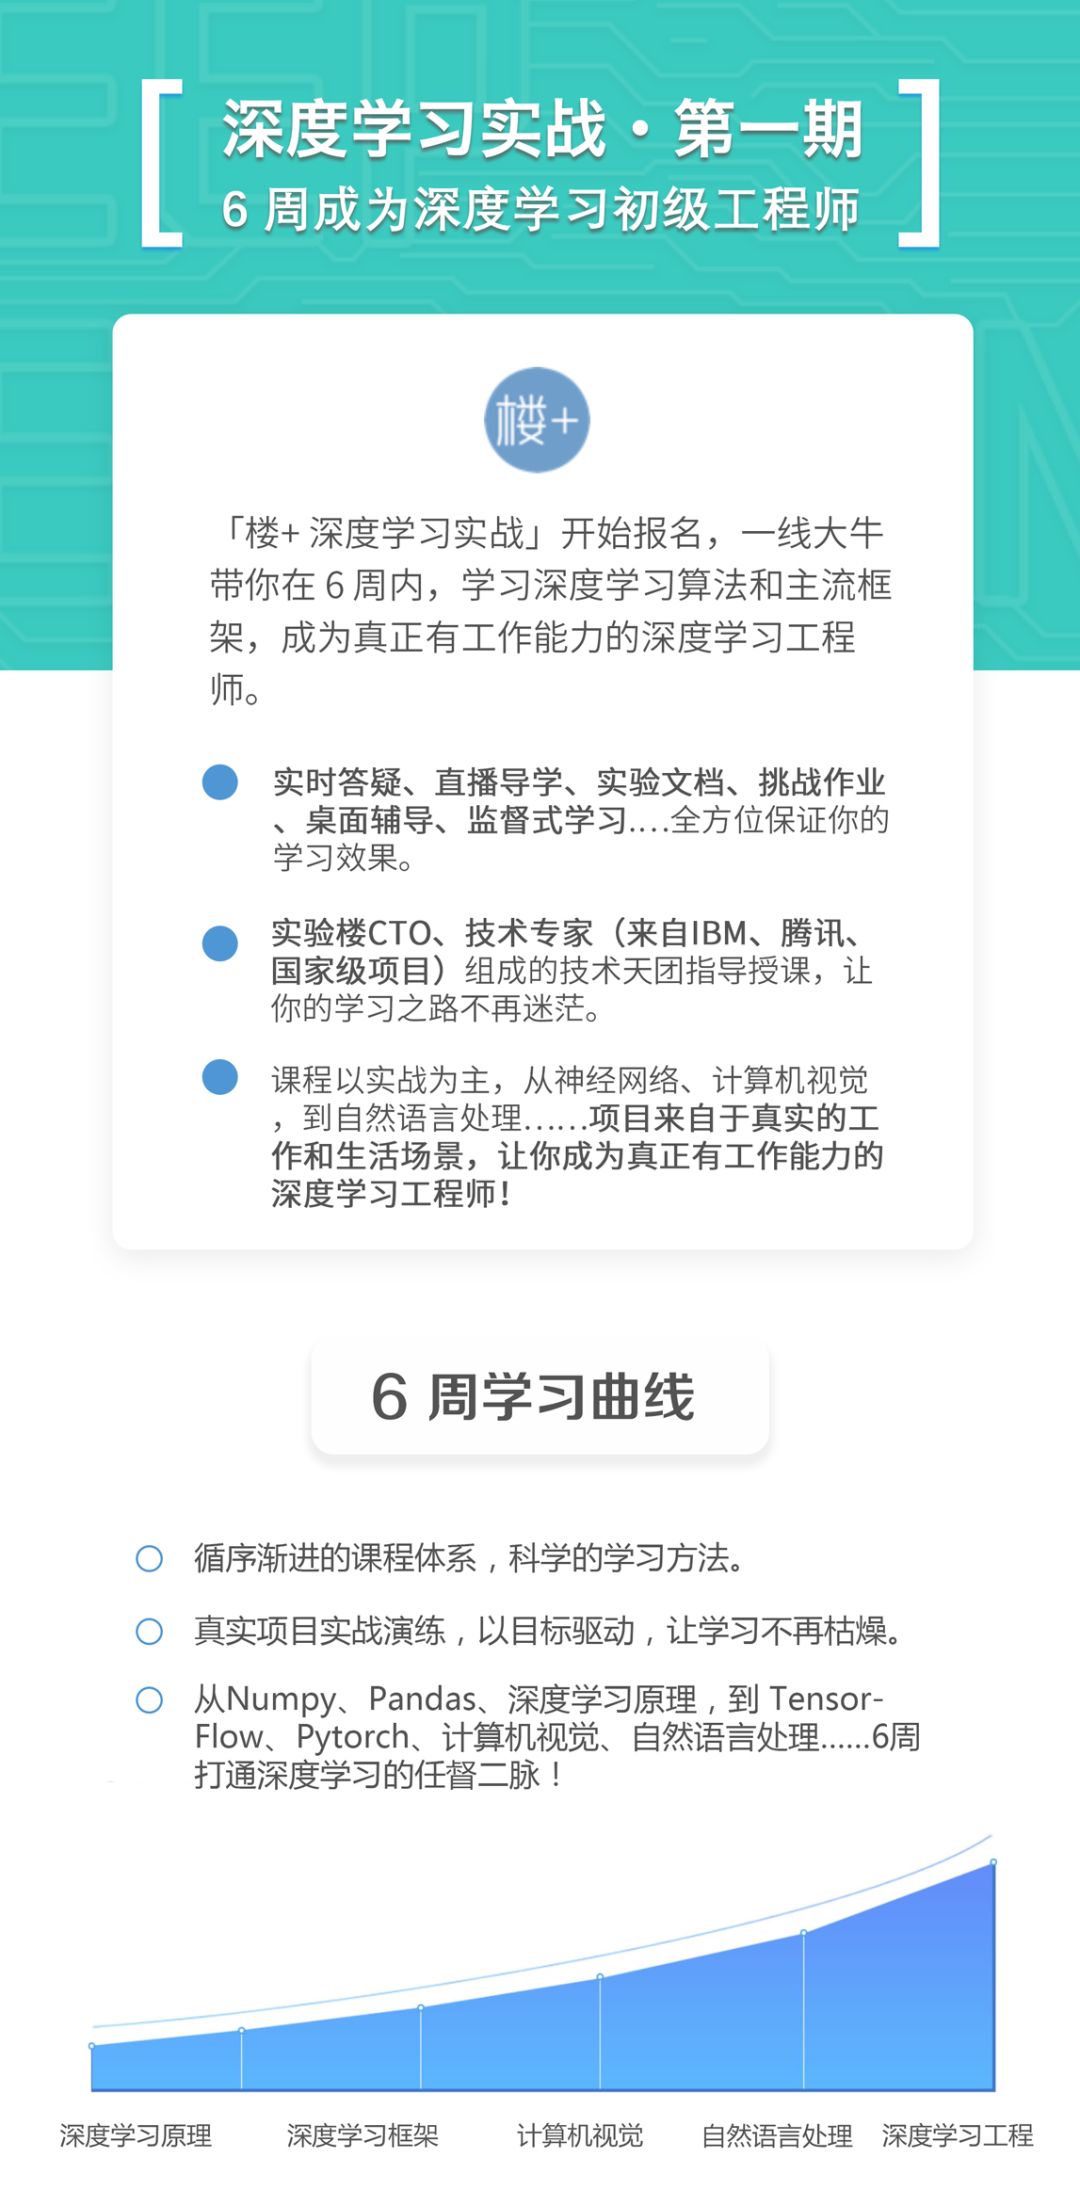 深度学习实战·第一期
6 周成为深度学习初级工程师
楼+
「楼+ 深度学习实战」开始报名，一线大牛
带你在 6 周内，学习深度学习算法和主流框
架，成为真正有工作能力的深度学习工程
师。
实时答疑、直播导学、实验文档、挑战作业
、桌面辅导、监督式学习....全方位保证你的
学习效果。
实验楼CTO、技术专家（来自IBM、腾讯、
国家级项目）组成的技术天团指导授课，让
你的学习之路不再迷茫。
课程以实战为主，从神经网络、计算机视觉
，到自然语言处理……项目来自于真实的工
作和生活场景，让你成为真正有工作能力的
深度学习工程师！
6 周学习曲线
循序渐进的课程体系，科学的学习方法。
真实项目实战演练，以目标驱动，让学习不再枯燥。
从Numpy、Pandas、深度学习原理，到 Tensor-
Flow、Pytorch、计算机视觉、自然语言处理……6周
打通深度学习的任督二脉！
深度学习原理 深度学习框架 计算机视觉 自然语言处理 深度学习工程